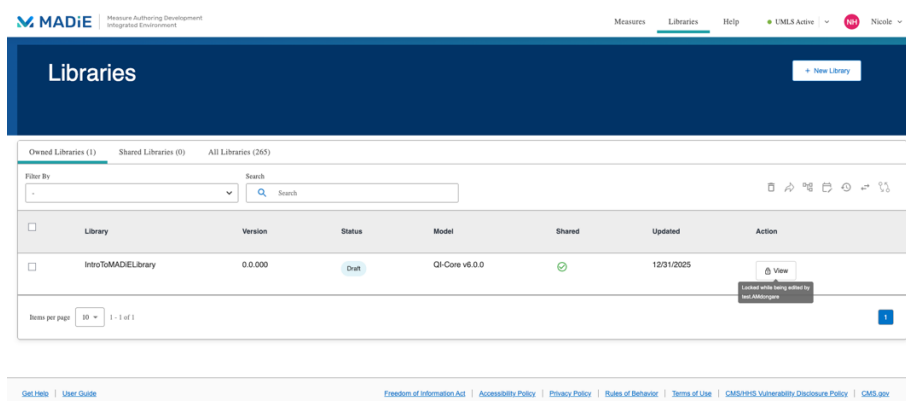 MADiE
Measure Authering Development
Integrated Environment
Measures Libraries Help UMLS Active NH Nicole
Libraries
+ New Library
Owned Libraries (1) Shared Libraries (0) All Libraries (265)
Filter By Search
- Search
Library Version Status Model Shared Updated Action
IntroToMADiELibrary 0.0.000 Draft QI-Core v6.0.0 12/31/2025 View
Locked while being edited by
test.AMdongare
Items per page 10 1 - 1 of 1 1
Get Help User Guide Freedom of Information Act Accessibility Policy Privacy Policy Rules of Behavior Terms of Use CMS/HHS Vulnerability Disclosure Policy CMS.gov